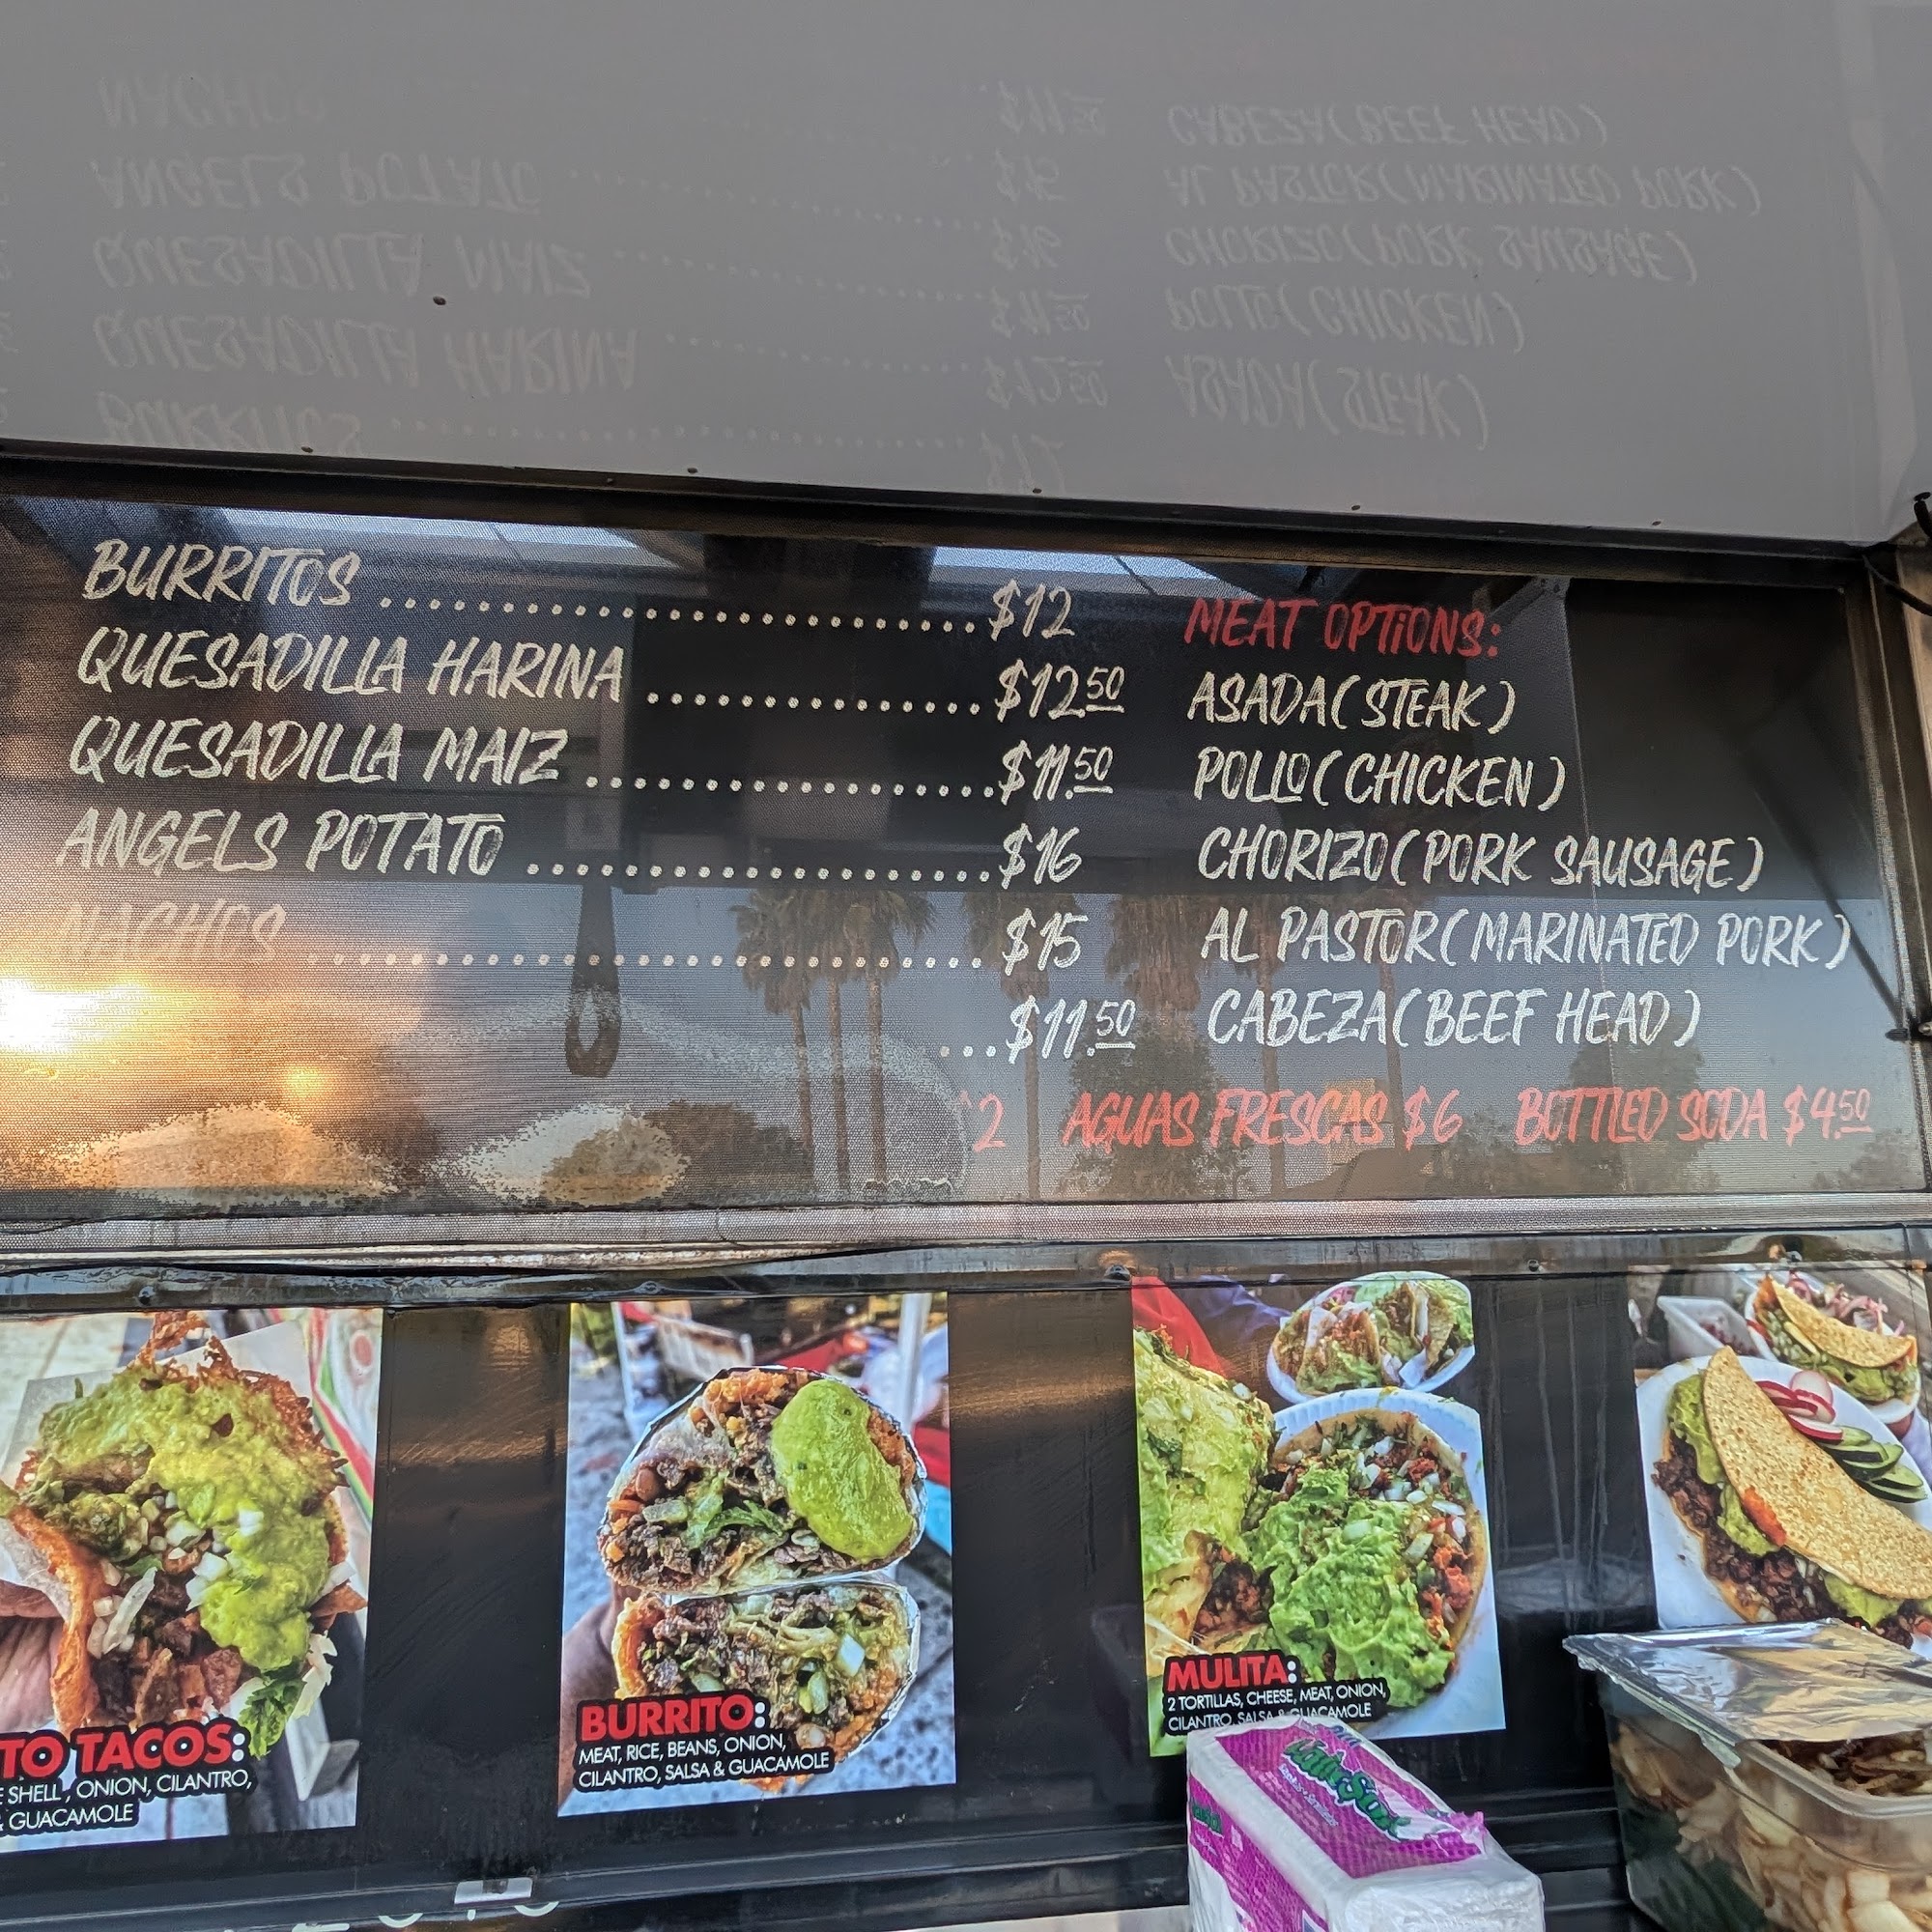 BURRITOS ........................ $12
QUESADILLA HARINA ................. $12.50
QUESADILLA MAIZ .................... $11.50
ANGELS POTATO ....................... $16
NACHOS ................................. $15
...$11.50
MEAT OPTIONS:
ASADA(STEAK)
POLLO(CHICKEN)
CHORIZO(PORK SAUSAGE)
AL PASTOR(MARINATED PORK)
CABEZA(BEEF HEAD)
2 AGUAS FRESCAS $6 BOTTLED SODA $4.50
TO TACOS:
E SHELL, ONION, CILANTRO,
& GUACAMOLE
BURRITO:
MEAT, RICE, BEANS, ONION,
CILANTRO, SALSA & GUACAMOLE
MULITA:
2 TORTILLAS, CHEESE, MEAT, ONION,
CILANTRO, SALSA & GUACAMOLE